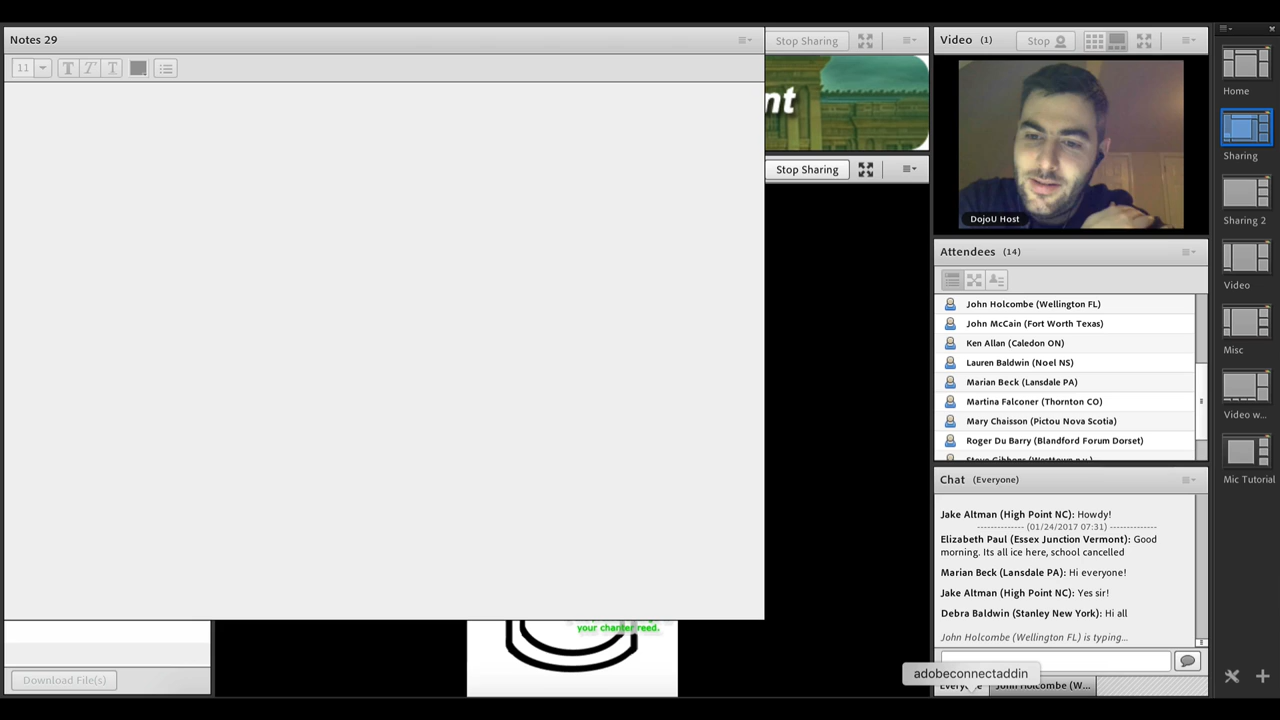 Notes 29
11
T T T
Stop Sharing
nt
Stop Sharing
your chanter reed.
Download File(s)
Video (1)
Stop
DojoU Host
Attendees (14)
John Holcombe (Wellington FL)
John McCain (Fort Worth Texas)
Ken Allan (Caledon ON)
Lauren Baldwin (Noel NS)
Marian Beck (Lansdale PA)
Martina Falconer (Thornton CO)
Mary Chaisson (Pictou Nova Scotia)
Roger Du Barry (Blandford Forum Dorset)
Chat (Everyone)
Jake Altman (High Point NC): Howdy!
-------------- (01/24/2017 07:31) --------------
Elizabeth Paul (Essex Junction Vermont): Good
morning. Its all ice here, school cancelled
Marian Beck (Lansdale PA): Hi everyone!
Jake Altman (High Point NC): Yes sir!
Debra Baldwin (Stanley New York): Hi all
John Holcombe (Wellington FL) is typing...
adobeconnectaddin
Everyone
John Holcombe (W...
Home
Sharing
Sharing 2
Video
Misc
Video w...
Mic Tutorial